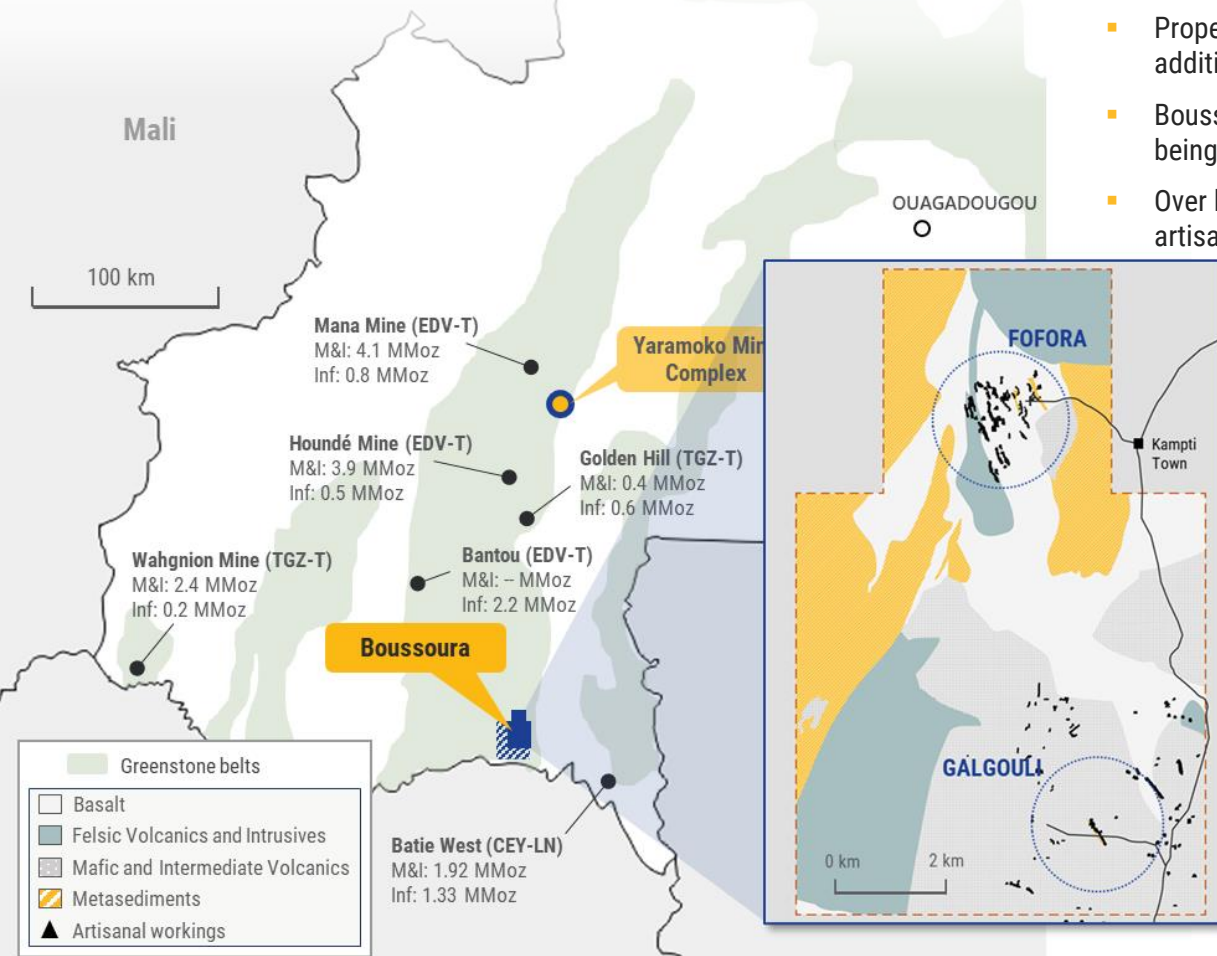 Mali
100 km
OUAGADOUGOU
Mana Mine (EDV-T)
M&I: 4.1 MMoz
Inf: 0.8 MMoz
Yaramoko
Complex
Houndé Mine (EDV-T)
M&I: 3.9 MMoz
Inf: 0.5 MMoz
Golden Hill (TGZ-T)
M&I: 0.4 MMoz
Inf: 0.6 MMoz
Wahgnion Mine (TGZ-T)
M&I: 2.4 MMoz
Inf: 0.2 MMoz
Bantou (EDV-T)
M&I: -- MMoz
Inf: 2.2 MMoz
Boussoura
Batie West (CEY-LN)
M&I: 1.92 MMoz
Inf: 1.33 MMoz
Greenstone belts
Basalt
Felsic Volcanics and Intrusives
Mafic and Intermediate Volcanics
Metasediments
Artisanal workings
being
Over
FOFORA
Kampti
Town
GALGOULI
0 km
2 km